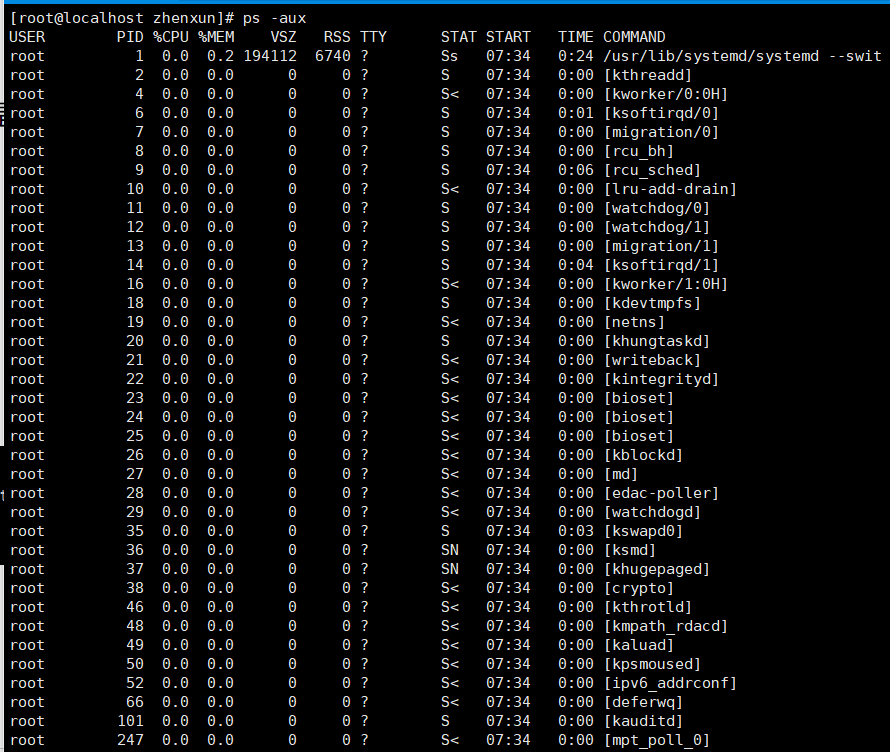 [root@localhost zhenxun]# ps -aux
USER PID %CPU %MEM VSZ RSS TTY STAT START TIME COMMAND
root 1 0.0 0.2 194112 6740 ? Ss 07:34 0:24 /usr/lib/systemd/systemd --swit
root 2 0.0 0.0 0 0 ? S 07:34 0:00 [kthreadd]
root 4 0.0 0.0 0 0 ? S< 07:34 0:00 [kworker/0:0H]
root 6 0.0 0.0 0 0 ? S 07:34 0:01 [ksoftirqd/0]
root 7 0.0 0.0 0 0 ? S 07:34 0:00 [migration/0]
root 8 0.0 0.0 0 0 ? S 07:34 0:00 [rcu_bh]
root 9 0.0 0.0 0 0 ? S 07:34 0:06 [rcu_sched]
root 10 0.0 0.0 0 0 ? S< 07:34 0:00 [lru-add-drain]
root 11 0.0 0.0 0 0 ? S 07:34 0:00 [watchdog/0]
root 12 0.0 0.0 0 0 ? S 07:34 0:00 [watchdog/1]
root 13 0.0 0.0 0 0 ? S 07:34 0:00 [migration/1]
root 14 0.0 0.0 0 0 ? S 07:34 0:04 [ksoftirqd/1]
root 16 0.0 0.0 0 0 ? S< 07:34 0:00 [kworker/1:0H]
root 18 0.0 0.0 0 0 ? S 07:34 0:00 [kdevtmpfs]
root 19 0.0 0.0 0 0 ? S< 07:34 0:00 [netns]
root 20 0.0 0.0 0 0 ? S 07:34 0:00 [khungtaskd]
root 21 0.0 0.0 0 0 ? S< 07:34 0:00 [writeback]
root 22 0.0 0.0 0 0 ? S< 07:34 0:00 [kintegrityd]
root 23 0.0 0.0 0 0 ? S< 07:34 0:00 [bioset]
root 24 0.0 0.0 0 0 ? S< 07:34 0:00 [bioset]
root 25 0.0 0.0 0 0 ? S< 07:34 0:00 [bioset]
root 26 0.0 0.0 0 0 ? S< 07:34 0:00 [kblockd]
root 27 0.0 0.0 0 0 ? S< 07:34 0:00 [md]
root 28 0.0 0.0 0 0 ? S< 07:34 0:00 [edac-poller]
root 29 0.0 0.0 0 0 ? S< 07:34 0:00 [watchdogd]
root 35 0.0 0.0 0 0 ? S 07:34 0:03 [kswapd0]
root 36 0.0 0.0 0 0 ? SN 07:34 0:00 [ksmd]
root 37 0.0 0.0 0 0 ? SN 07:34 0:00 [khugepaged]
root 38 0.0 0.0 0 0 ? S< 07:34 0:00 [crypto]
root 46 0.0 0.0 0 0 ? S< 07:34 0:00 [kthrotld]
root 48 0.0 0.0 0 0 ? S< 07:34 0:00 [kmpath_rdacd]
root 49 0.0 0.0 0 0 ? S< 07:34 0:00 [kaluad]
root 50 0.0 0.0 0 0 ? S< 07:34 0:00 [kpsmoused]
root 52 0.0 0.0 0 0 ? S< 07:34 0:00 [ipv6_addrconf]
root 66 0.0 0.0 0 0 ? S< 07:34 0:00 [deferwq]
root 101 0.0 0.0 0 0 ? S 07:34 0:00 [kauditd]
root 247 0.0 0.0 0 0 ? S< 07:34 0:00 [mpt_poll_0]